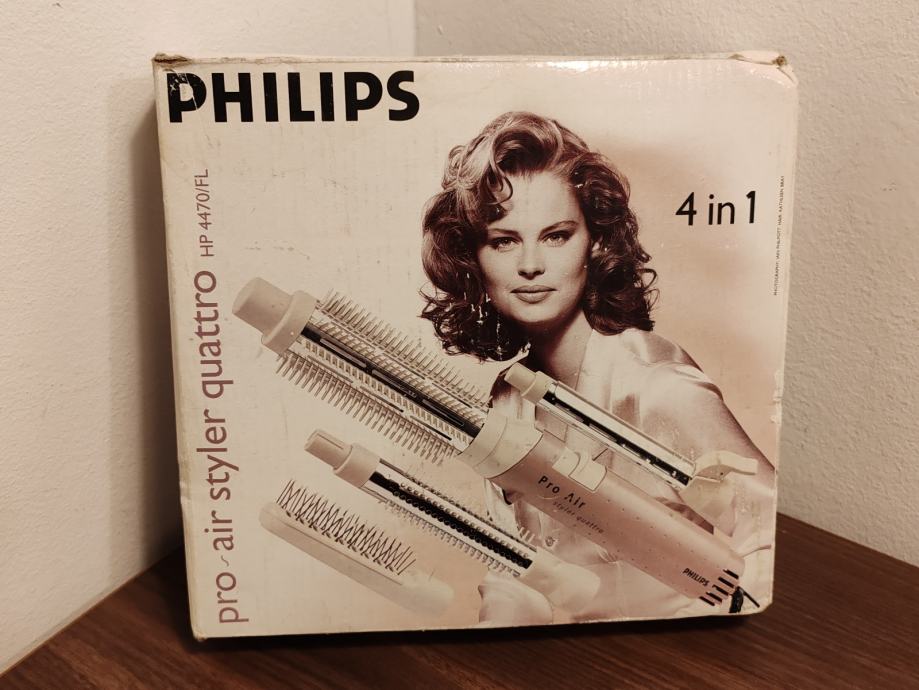 PHILIPS
4 in 1
pro~air styler quattro HP 4470/FL
Pro Air
styler quattro
PHILIPS